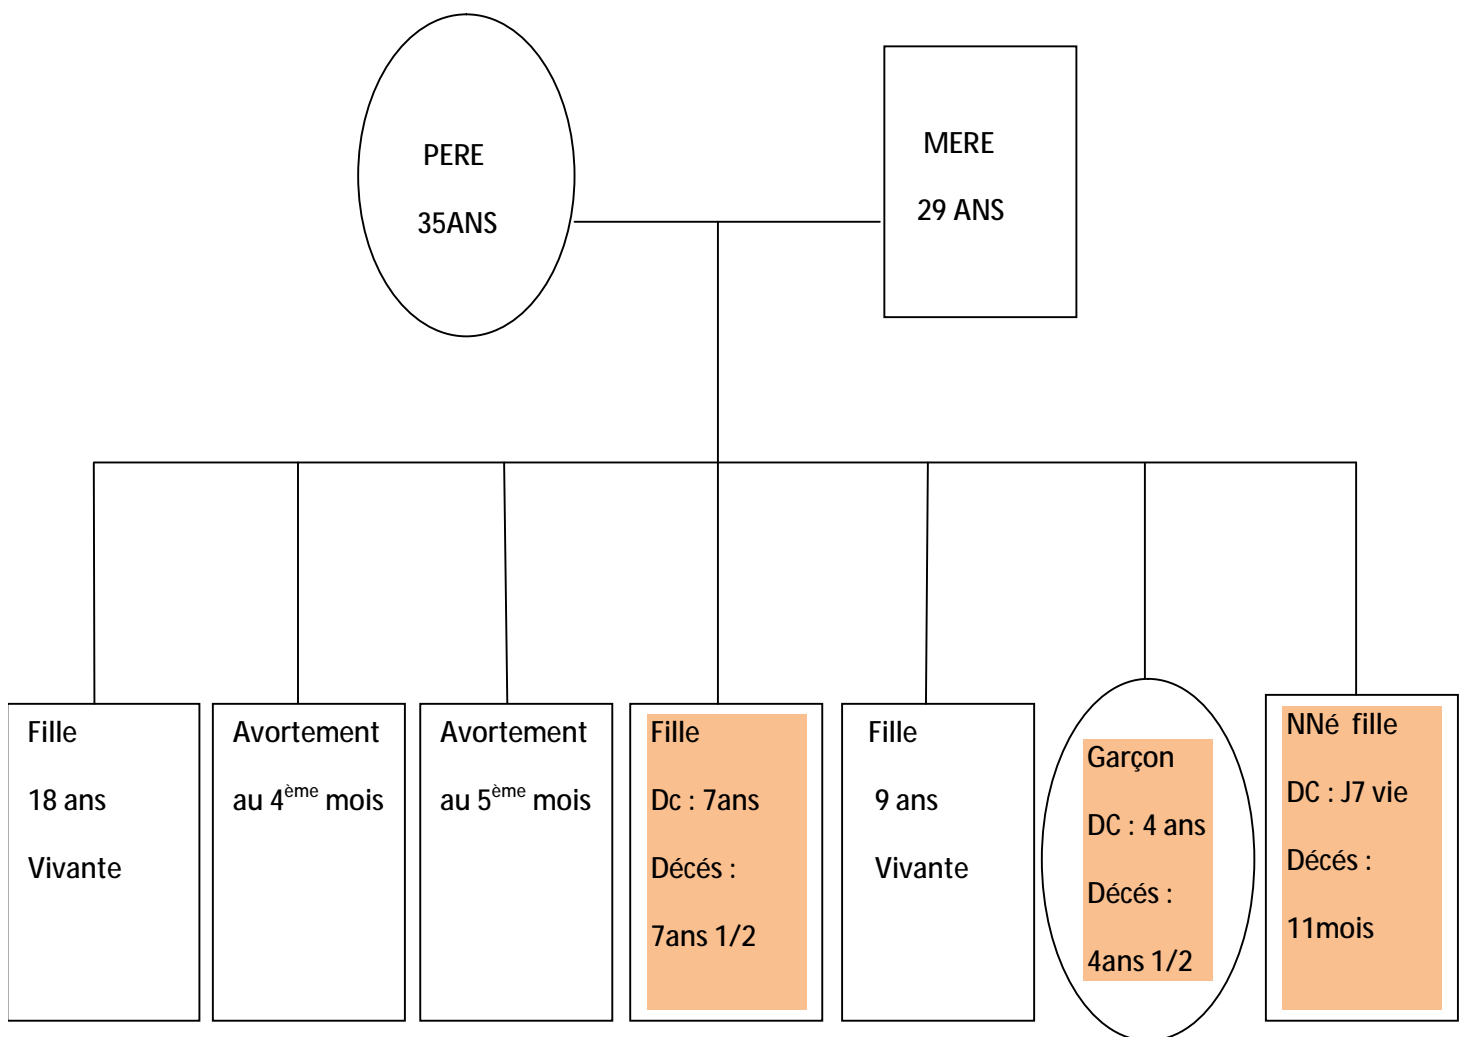 PERE
35ANS
MERE
29 ANS
Fille
18 ans
Vivante
Avortement
au 4ème mois
Avortement
au 5ème mois
Fille
Dc : 7ans
Décés :
7ans 1/2
Fille
9 ans
Vivante
Garçon
DC : 4 ans
Décés :
4ans 1/2
NNé fille
DC : J7 vie
Décés :
11mois